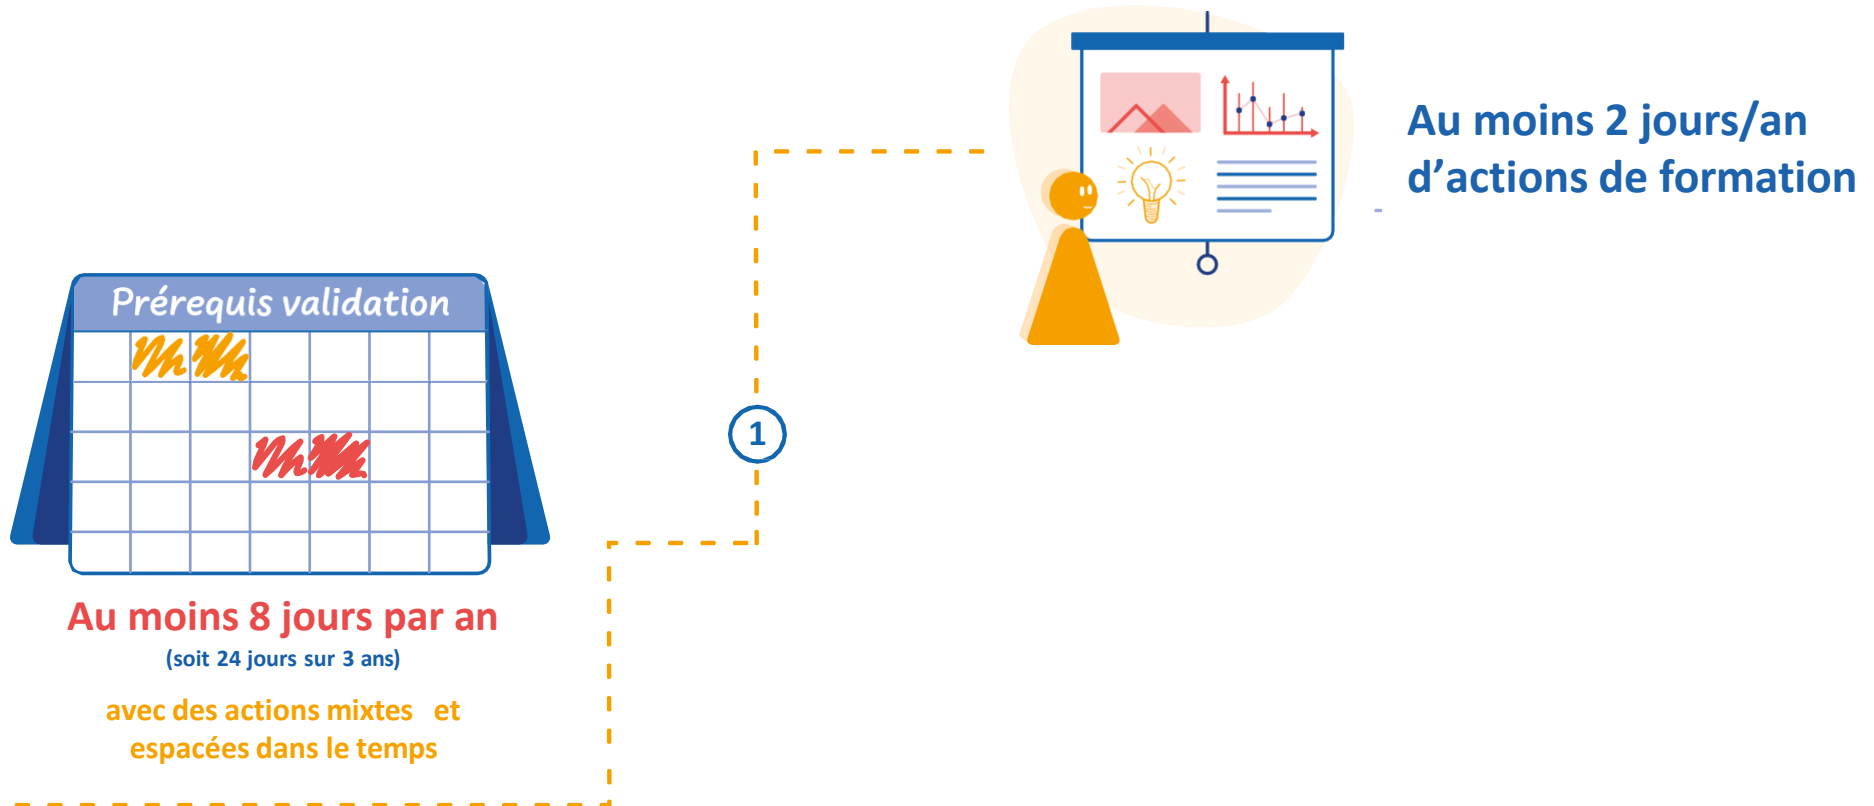 Prérequis validation
Au moins 8 jours par an
(soit 24 jours sur 3 ans)
avec des actions mixtes et
espacées dans le temps
1
Au moins 2 jours/an
d’actions de formation